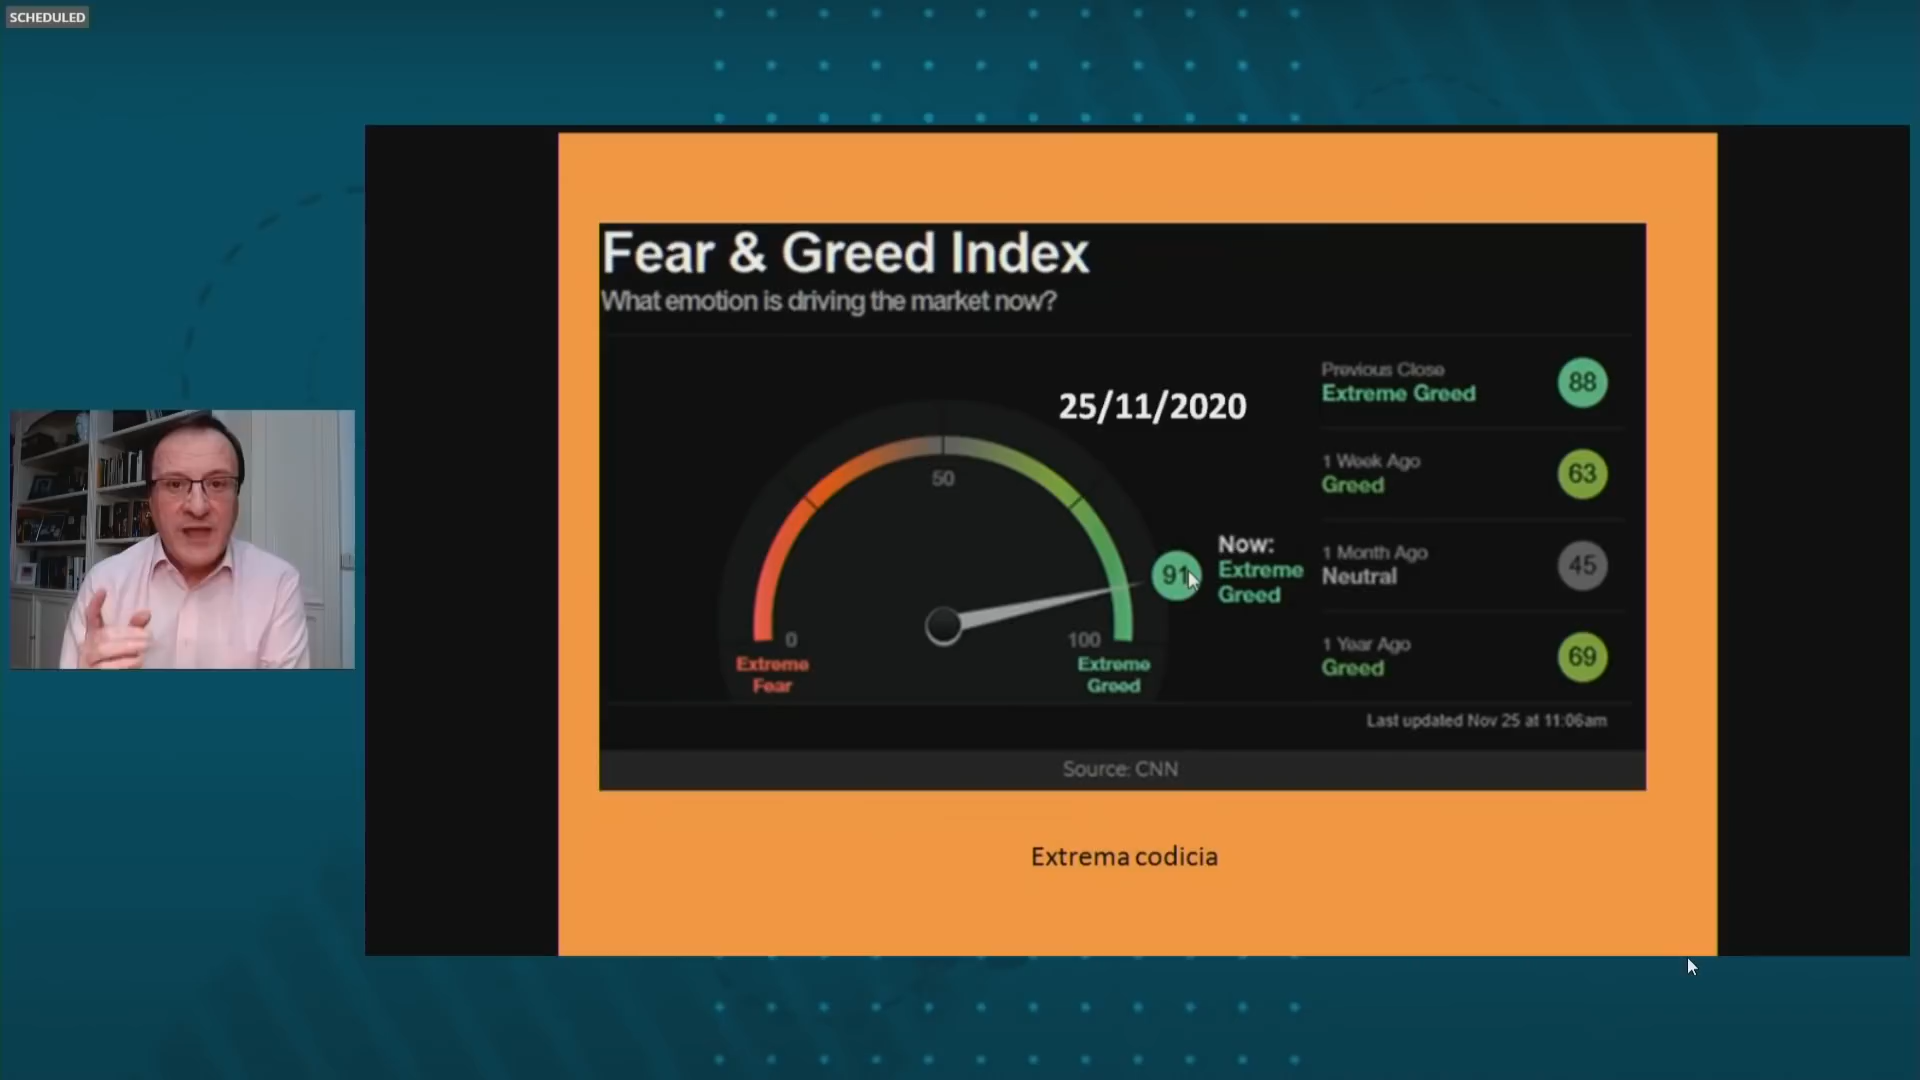 SCHEDULED
Fear & Greed Index
What emotion is driving the market now?
25/11/2020
50
0
100
Extreme
Fear
Extreme
Greed
91
Now:
Extreme
Greed
Previous Close
Extreme Greed
88
1 Week Ago
Greed
63
1 Month Ago
Neutral
45
1 Year Ago
Greed
69
Last updated Nov 25 at 11:06am
Source: CNN
Extrema codicia